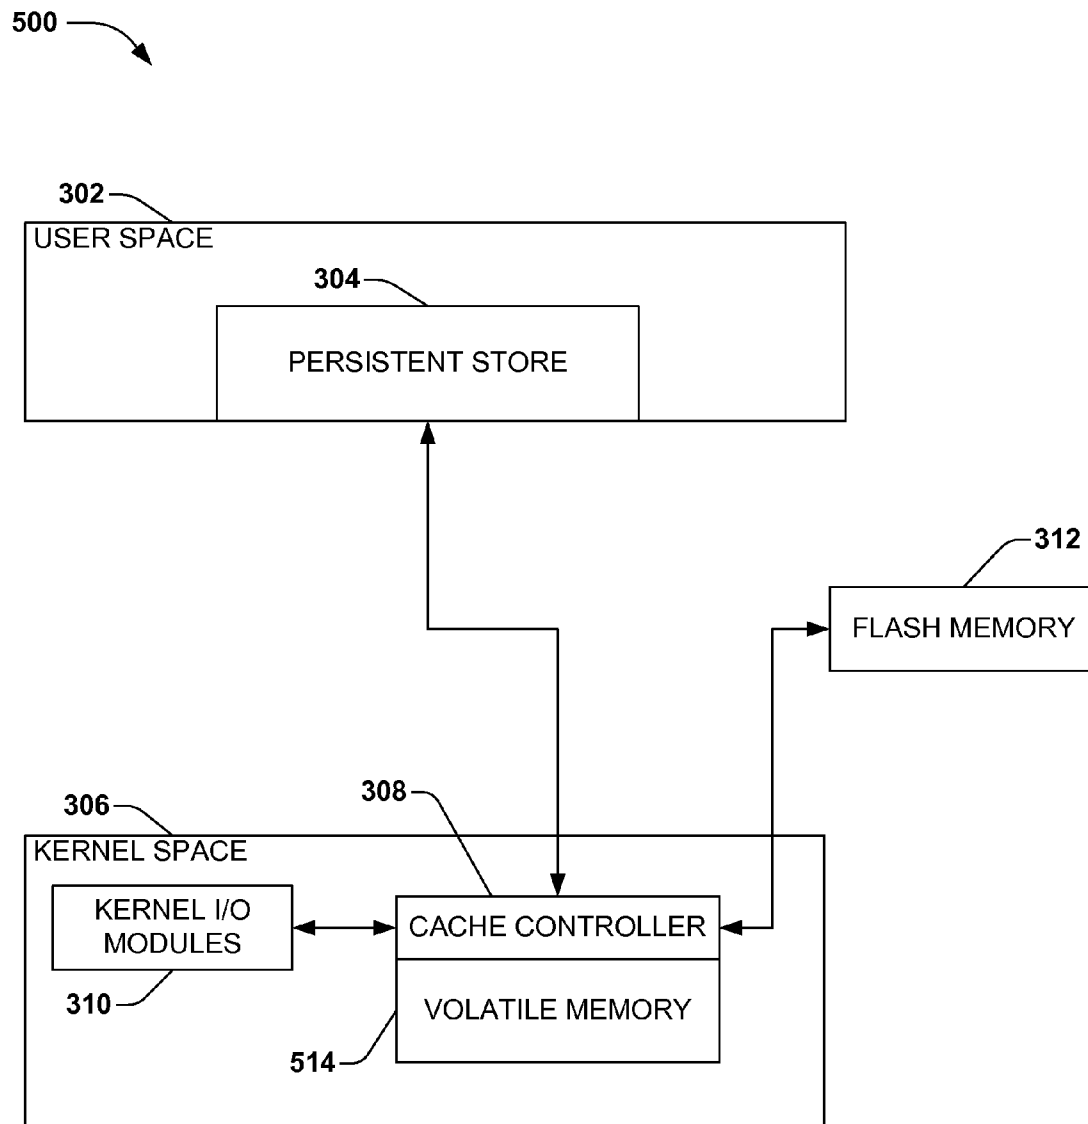 500
302
USER SPACE
304
PERSISTENT STORE
312
FLASH MEMORY
308
306
KERNEL SPACE
KERNEL I/O
MODULES
CACHE CONTROLLER
310
VOLATILE MEMORY
514